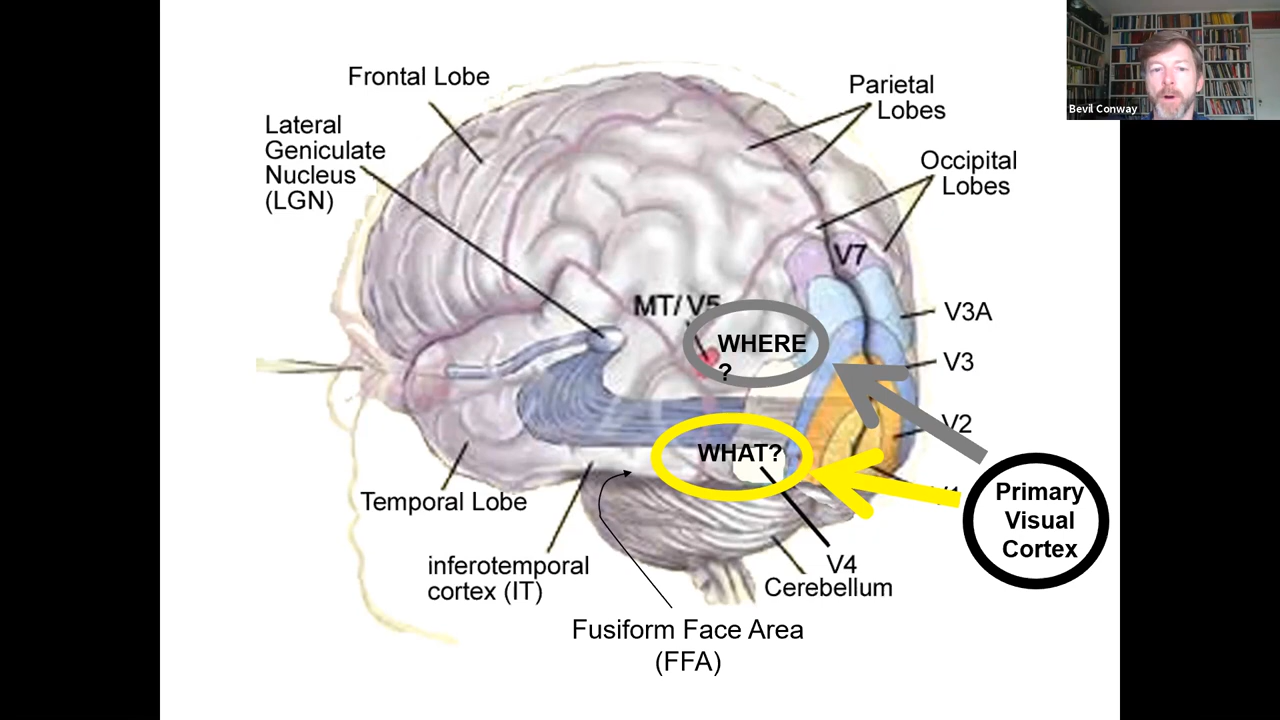 Bevil Conway
Frontal Lobe
Parietal
Lobes
Lateral
Geniculate
Nucleus
(LGN)
Occipital
Lobes
V7
MT/ V5
V3A
WHERE
?
V3
V2
WHAT?
V1
Primary
Visual
Cortex
Temporal Lobe
inferotemporal
cortex (IT)
V4
Cerebellum
Fusiform Face Area
(FFA)